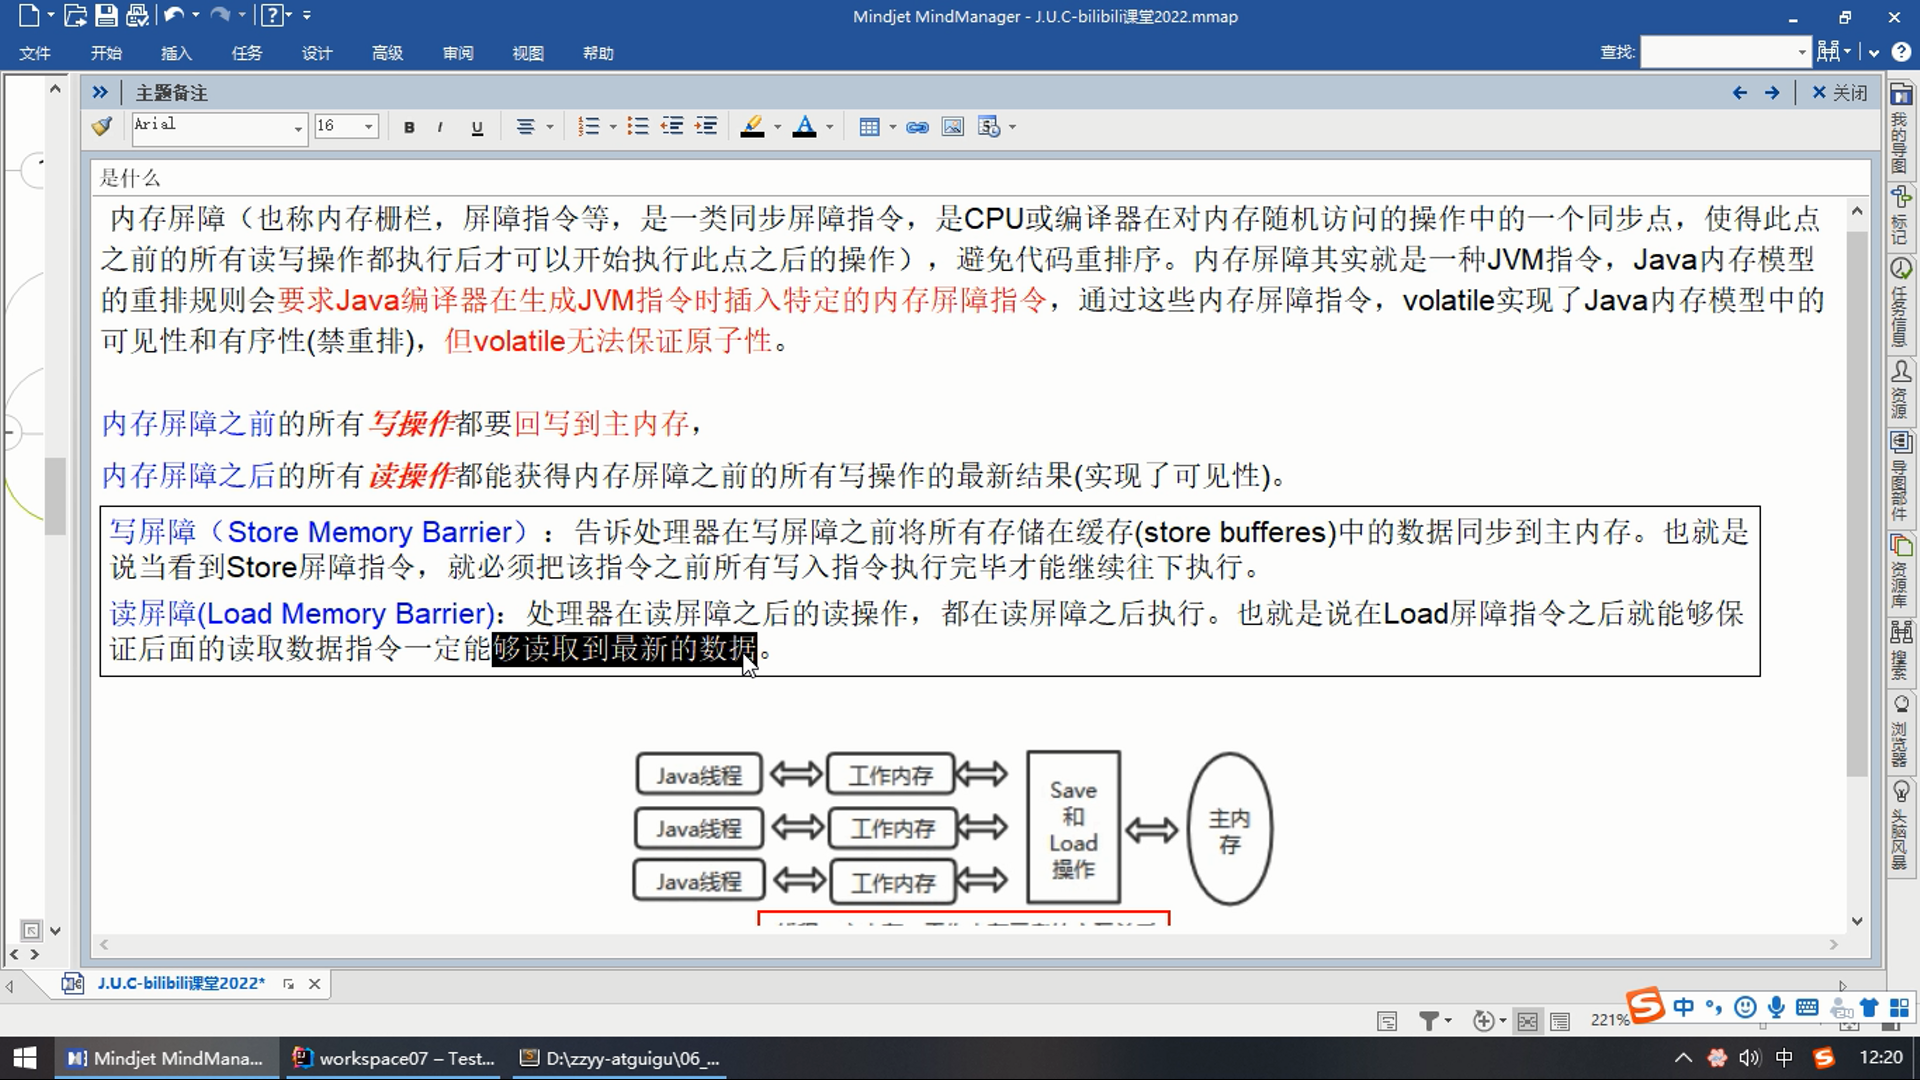 Mindjet MindManager - J.U.C-bilibili课堂2022.mmap
文件 开始 插入 任务 设计 高级 审阅 视图 帮助 查找:
主题备注 关闭
Arial 16 B I U A
是什么
内存屏障（也称内存栅栏，屏障指令等，是一类同步屏障指令，是CPU或编译器在对内存随机访问的操作中的一个同步点，使得此点
之前的所有读写操作都执行后才可以开始执行此点之后的操作），避免代码重排序。内存屏障其实就是一种JVM指令，Java内存模型
的重排规则会要求Java编译器在生成JVM指令时插入特定的内存屏障指令，通过这些内存屏障指令，volatile实现了Java内存模型中的
可见性和有序性(禁重排)，但volatile无法保证原子性。
内存屏障之前的所有写操作都要回写到主内存，
内存屏障之后的所有读操作都能获得内存屏障之前的所有写操作的最新结果(实现了可见性)。
写屏障（Store Memory Barrier）：告诉处理器在写屏障之前将所有存储在缓存(store bufferes)中的数据同步到主内存。也就是
说当看到Store屏障指令，就必须把该指令之前所有写入指令执行完毕才能继续往下执行。
读屏障(Load Memory Barrier)：处理器在读屏障之后的读操作，都在读屏障之后执行。也就是说在Load屏障指令之后就能够保
证后面的读取数据指令一定能够读取到最新的数据。
Java线程 工作内存
Java线程 工作内存
Java线程 工作内存
Save
和
Load
操作
主内
存
我的导图
标记
任务信息
资源
导图部件
资源库
搜索
浏览器
头脑风暴
J.U.C-bilibili课堂2022*
221%
中
Mindjet MindMana...
workspace07 – Test...
D:\zzyy-atguigu\06_...
中
12:20